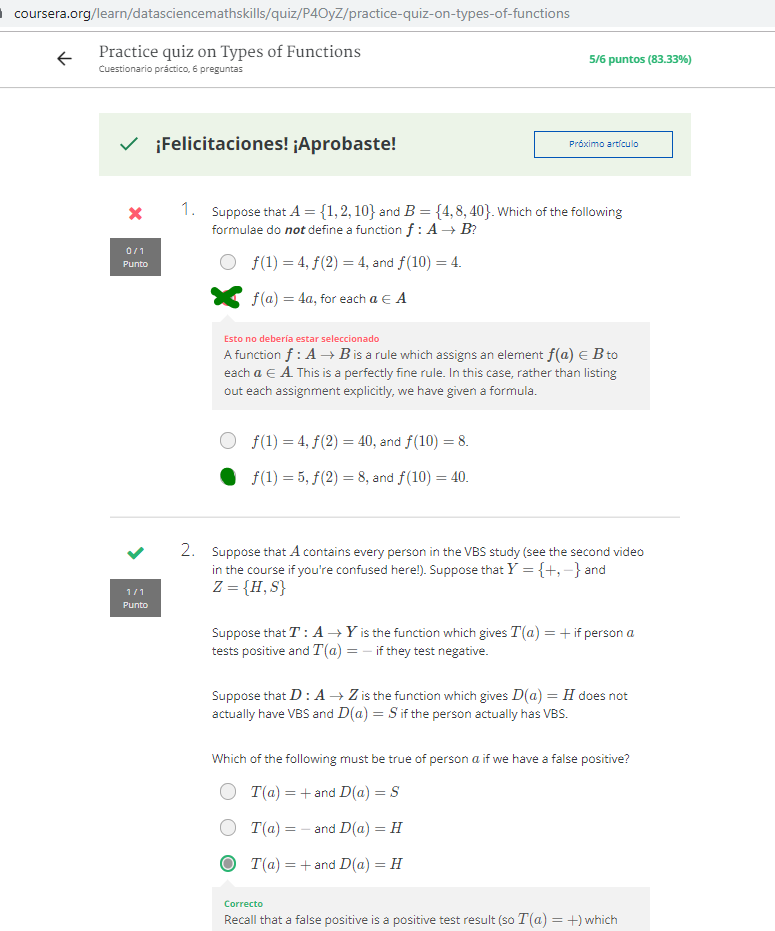 coursera.org/learn/datasciencemathskills/quiz/P4OyZ/practice-quiz-on-types-of-functions
Practice quiz on Types of Functions
Cuestionario práctico, 6 preguntas
5/6 puntos (83.33%)
¡Felicitaciones! ¡Aprobaste!
Próximo artículo
0 / 1
Punto
1. Suppose that A = {1, 2, 10} and B = {4, 8, 40}. Which of the following
formulae do not define a function f : A → B?
f(1) = 4, f(2) = 4, and f(10) = 4.
f(a) = 4a, for each a ∈ A
Esto no debería estar seleccionado
A function f : A → B is a rule which assigns an element f(a) ∈ B to
each a ∈ A. This is a perfectly fine rule. In this case, rather than listing
out each assignment explicitly, we have given a formula.
f(1) = 4, f(2) = 40, and f(10) = 8.
f(1) = 5, f(2) = 8, and f(10) = 40.
1 / 1
Punto
2. Suppose that A contains every person in the VBS study (see the second video
in the course if you're confused here!). Suppose that Y = {+, −} and
Z = {H, S}
Suppose that T : A → Y is the function which gives T(a) = + if person a
tests positive and T(a) = − if they test negative.
Suppose that D : A → Z is the function which gives D(a) = H does not
actually have VBS and D(a) = S if the person actually has VBS.
Which of the following must be true of person a if we have a false positive?
T(a) = + and D(a) = S
T(a) = − and D(a) = H
T(a) = + and D(a) = H
Correcto
Recall that a false positive is a positive test result (so T(a) = +) which